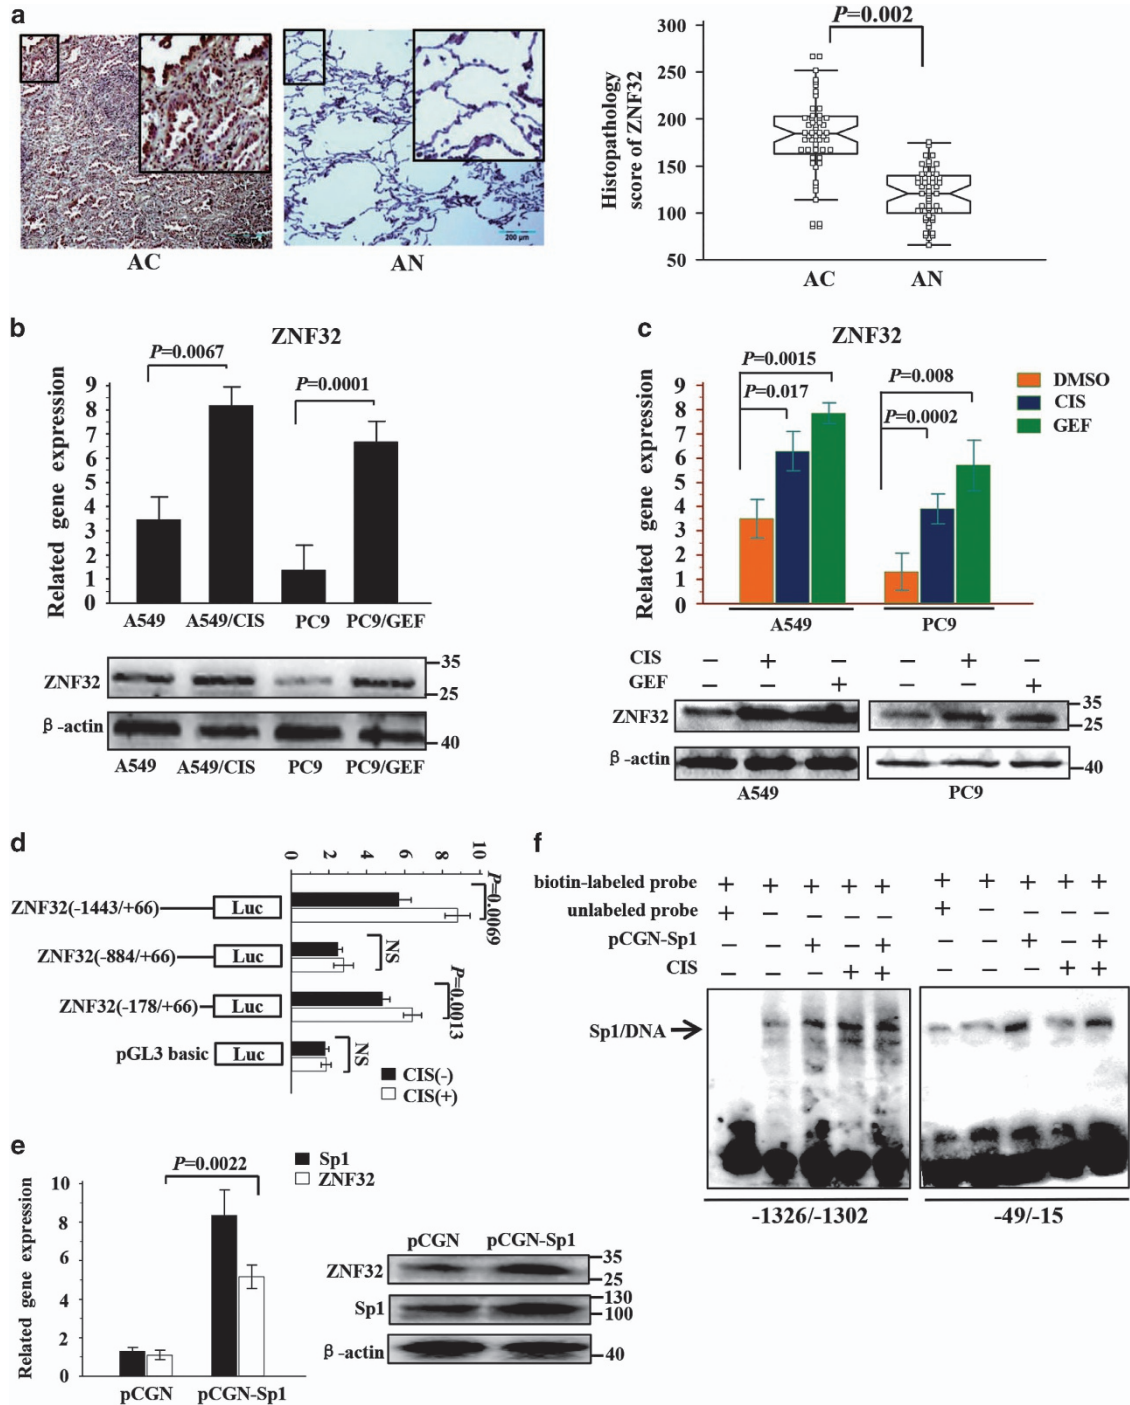 a
200 µm
AC
AN
P=0.002
Histopathology
score of ZNF32
300
250
200
150
100
50
AC AN
b
ZNF32
P=0.0067
P=0.0001
Related gene expression
9
8
7
6
5
4
3
2
1
0
A549 A549/CIS PC9 PC9/GEF
ZNF32
35
25
β-actin
40
A549 A549/CIS PC9 PC9/GEF
c
ZNF32
P=0.0015
P=0.017
P=0.008
P=0.0002
DMSO
CIS
GEF
Related gene expression
9
8
7
6
5
4
3
2
1
0
A549 PC9
CIS − + − − + −
GEF − − + − − +
ZNF32
35
25
β-actin
40
A549 PC9
d
0 2 4 6 8 10
ZNF32(-1443/+66) Luc
P=0.0069
ZNF32(-884/+66) Luc
NS
ZNF32(-178/+66) Luc
P=0.0013
pGL3 basic Luc
NS
CIS(-)
CIS(+)
e
P=0.0022
Sp1
ZNF32
Related gene expression
10
8
6
4
2
0
pCGN pCGN-Sp1
pCGN pCGN-Sp1
ZNF32
35
25
Sp1
130
100
β-actin
40
f
biotin-labeled probe + + + + + + + + + +
unlabeled probe + − − − − + − − − −
pCGN-Sp1 − − + − + − − + − +
CIS − − − + + − − − + +
Sp1/DNA
-1326/-1302
-49/-15